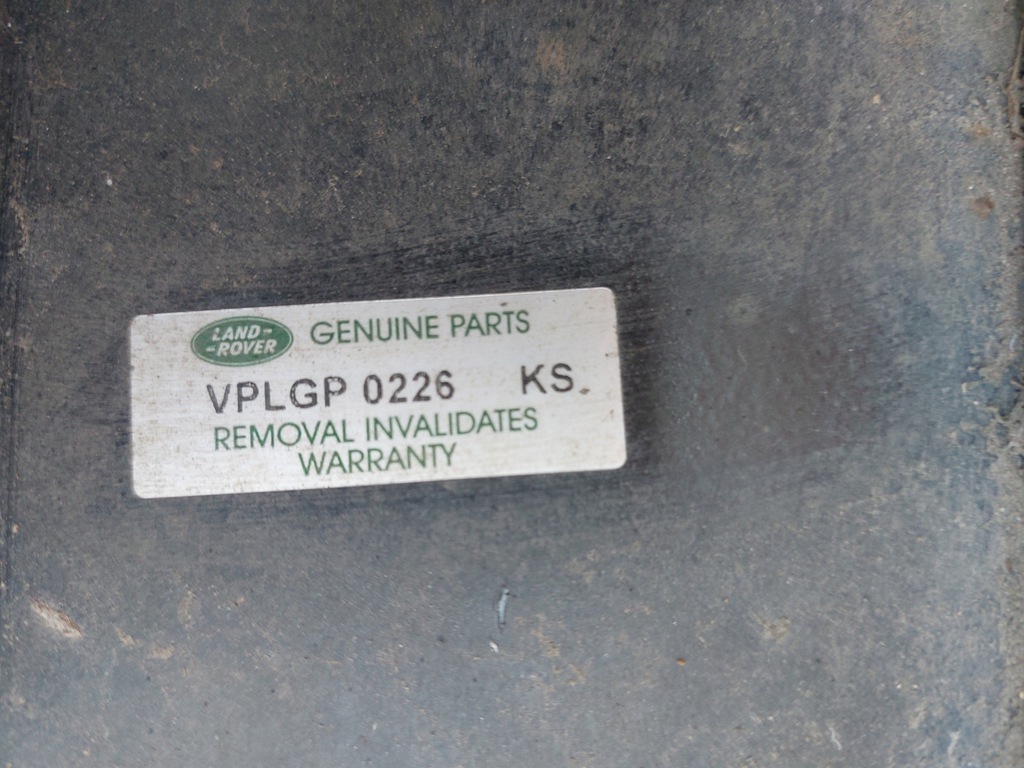 LAND-
-ROVER
GENUINE PARTS
VPLGP 0226 KS
REMOVAL INVALIDATES
WARRANTY